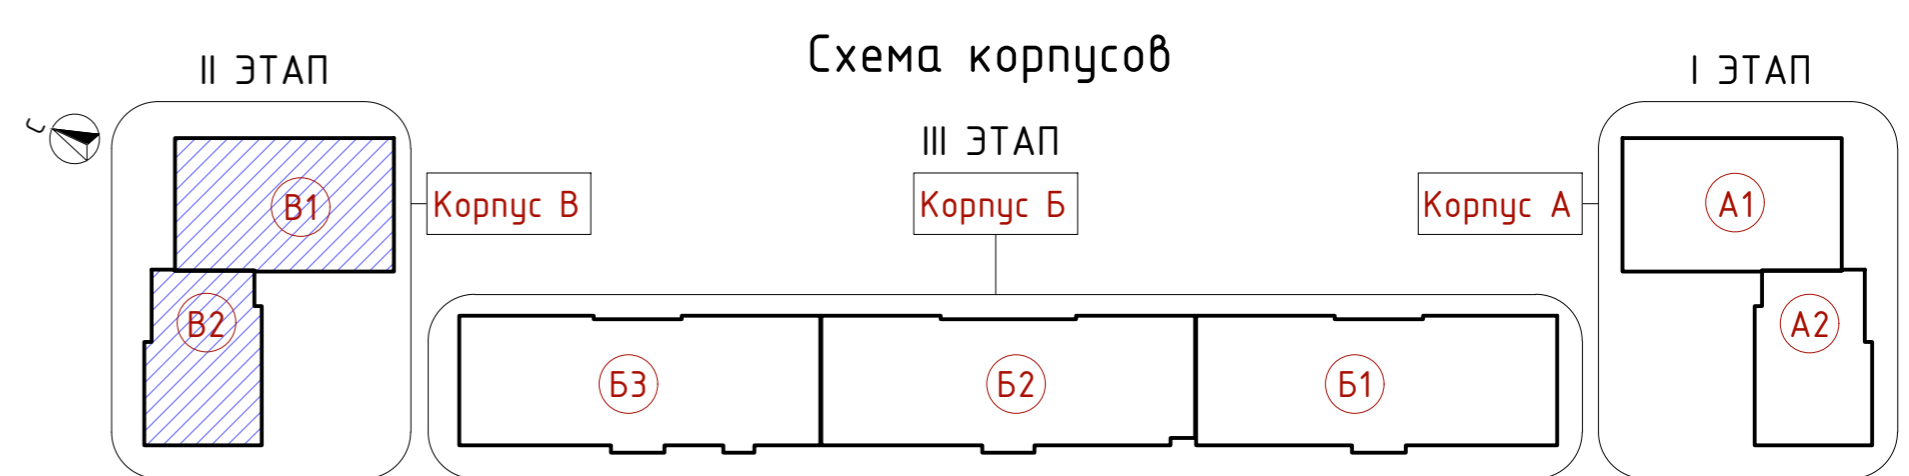 Схема корпусов
II ЭТАП
I ЭТАП
III ЭТАП
С
В1
Корпус В
Корпус Б
Корпус А
А1
В2
А2
Б3
Б2
Б1